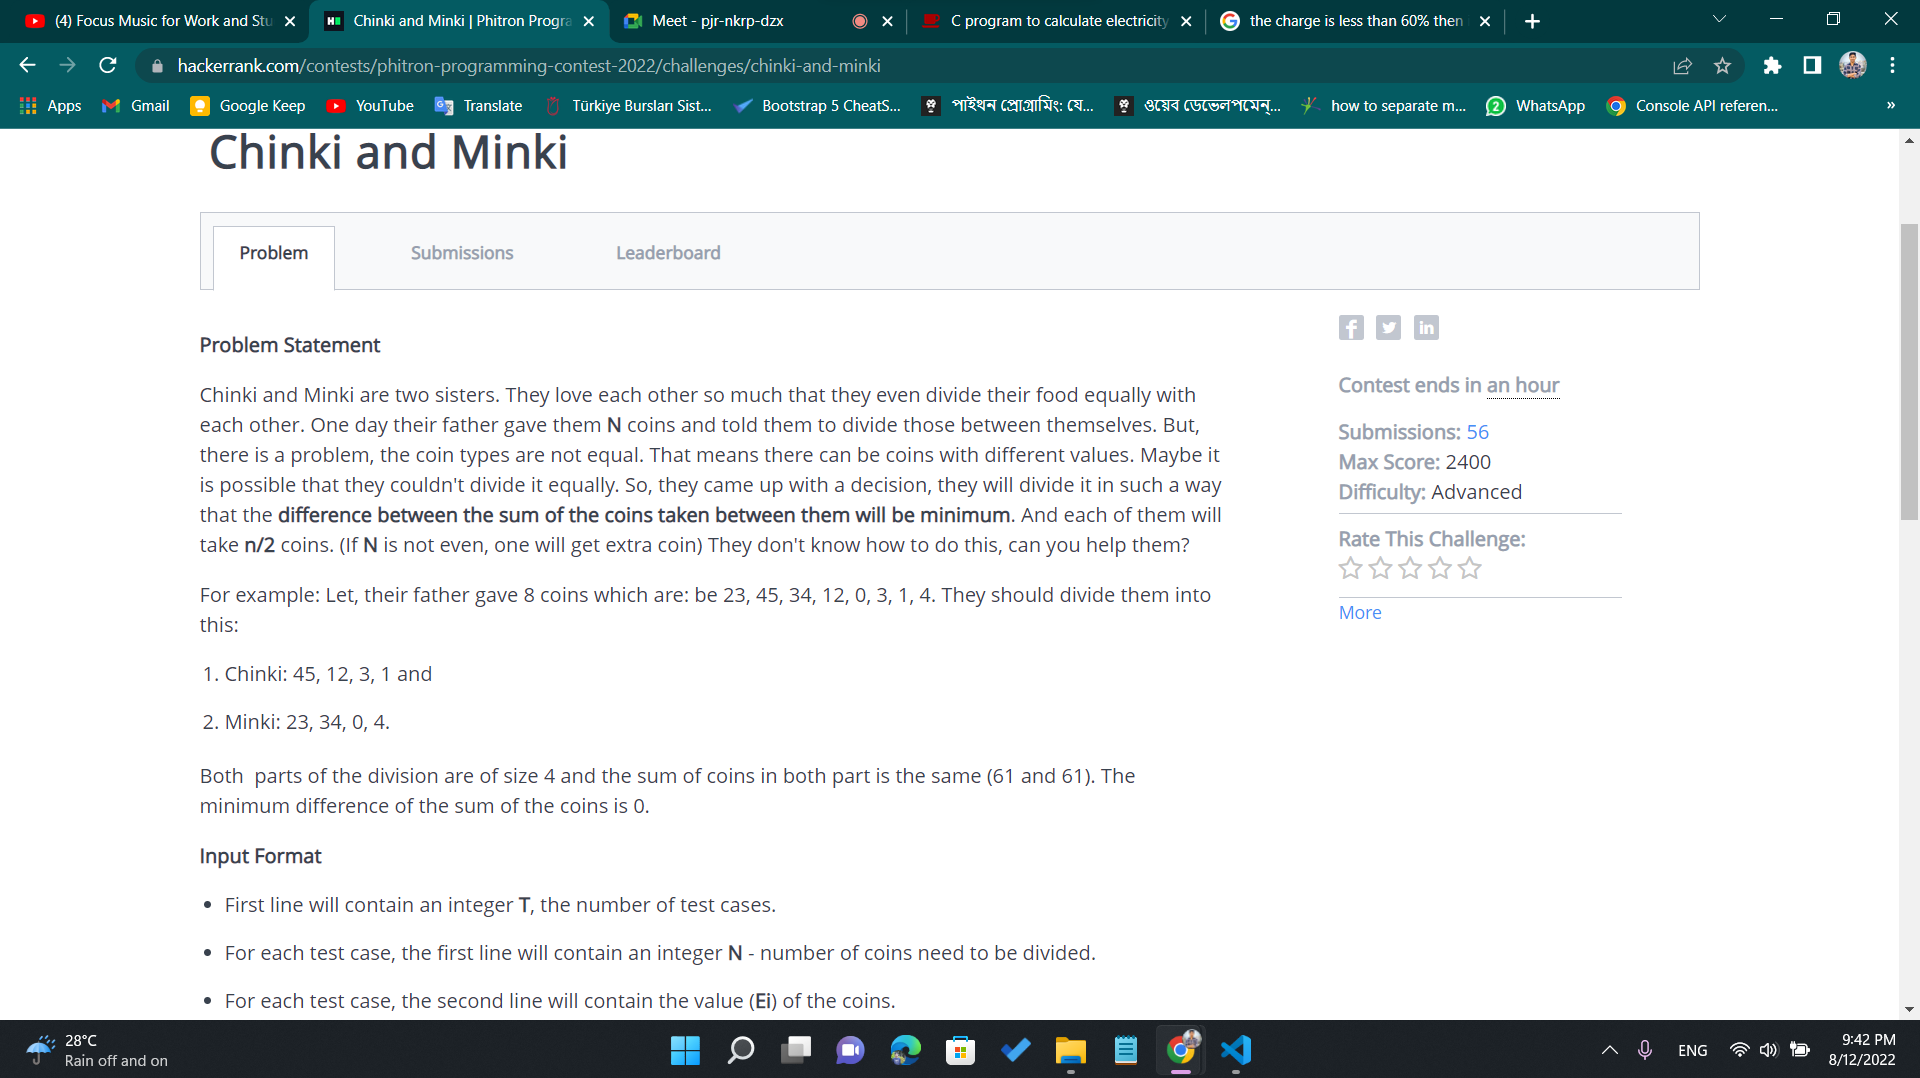 (4) Focus Music for Work and Stu
Chinki and Minki | Phitron Progra
Meet - pjr-nkrp-dzx
C program to calculate electricity
the charge is less than 60% then
hackerrank.com/contests/phitron-programming-contest-2022/challenges/chinki-and-minki
Apps
Gmail
Google Keep
YouTube
Translate
Türkiye Bursları Sist...
Bootstrap 5 CheatS...
পাইথন প্রোগ্রামিং: যে...
ওয়েব ডেভেলপমেন্...
how to separate m...
WhatsApp
Console API referen...
»
Chinki and Minki
Problem
Submissions
Leaderboard
Problem Statement
Chinki and Minki are two sisters. They love each other so much that they even divide their food equally with
each other. One day their father gave them N coins and told them to divide those between themselves. But,
there is a problem, the coin types are not equal. That means there can be coins with different values. Maybe it
is possible that they couldn't divide it equally. So, they came up with a decision, they will divide it in such a way
that the difference between the sum of the coins taken between them will be minimum. And each of them will
take n/2 coins. (If N is not even, one will get extra coin) They don't know how to do this, can you help them?
For example: Let, their father gave 8 coins which are: be 23, 45, 34, 12, 0, 3, 1, 4. They should divide them into
this:
1. Chinki: 45, 12, 3, 1 and
2. Minki: 23, 34, 0, 4.
Both parts of the division are of size 4 and the sum of coins in both part is the same (61 and 61). The
minimum difference of the sum of the coins is 0.
Input Format
• First line will contain an integer T, the number of test cases.
• For each test case, the first line will contain an integer N - number of coins need to be divided.
• For each test case, the second line will contain the value (Ei) of the coins.
Contest ends in an hour
Submissions: 56
Max Score: 2400
Difficulty: Advanced
Rate This Challenge:
More
28°C
Rain off and on
ENG
9:42 PM
8/12/2022